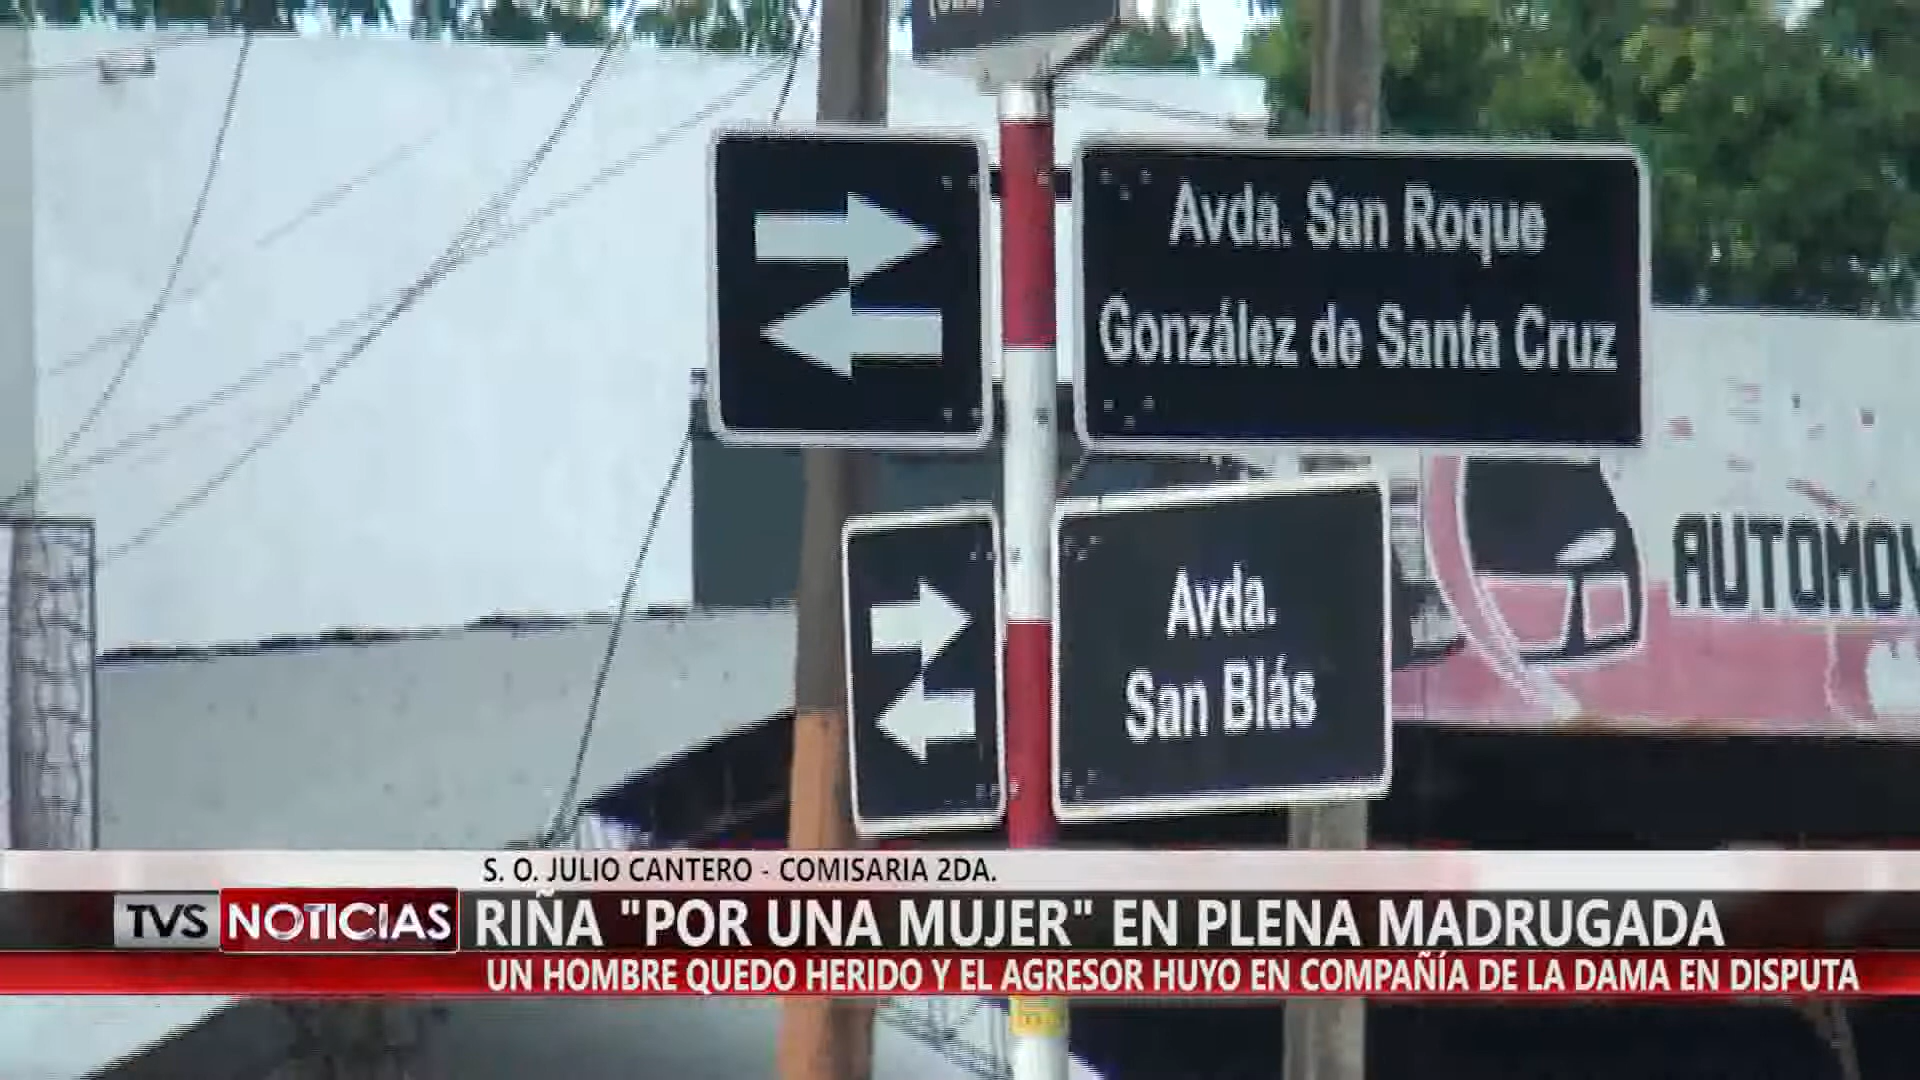 Avda. San Roque
González de Santa Cruz
Avda.
San Blás
S. O. JULIO CANTERO - COMISARIA 2DA.
TVS NOTICIAS
RIÑA "POR UNA MUJER" EN PLENA MADRUGADA
UN HOMBRE QUEDO HERIDO Y EL AGRESOR HUYO EN COMPAÑÍA DE LA DAMA EN DISPUTA